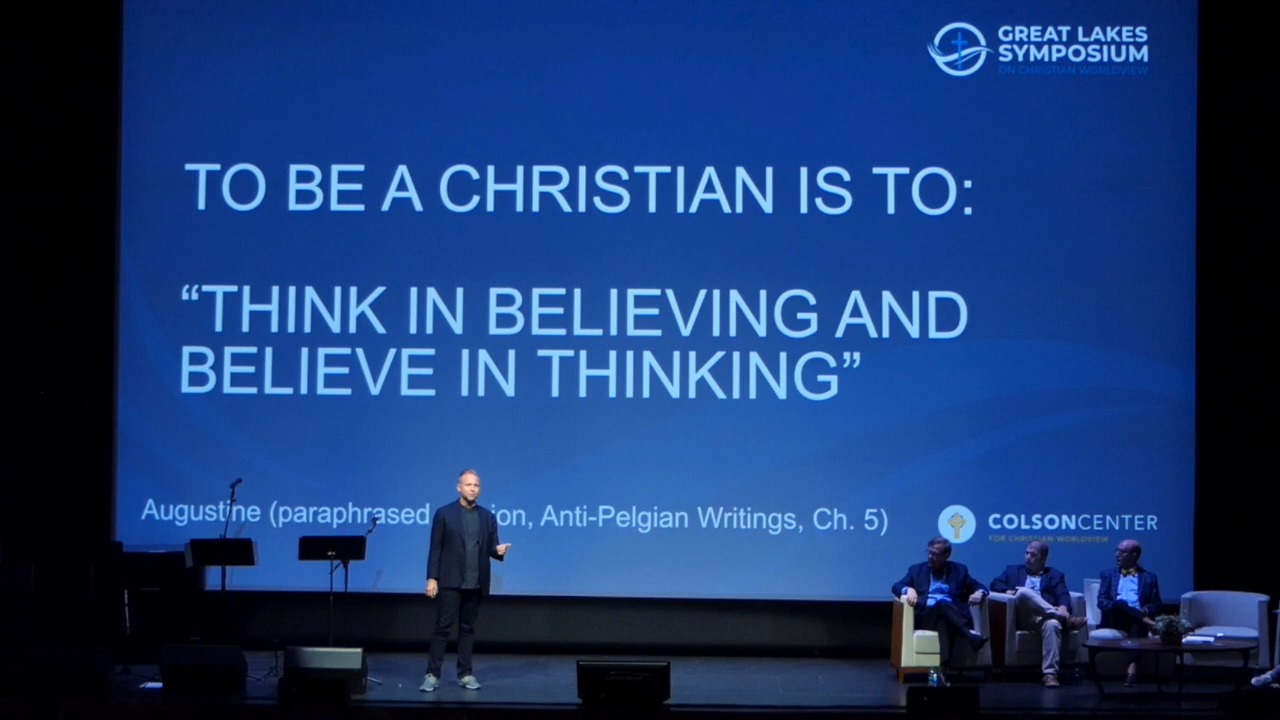 GREAT LAKES
SYMPOSIUM
ON CHRISTIAN WORLDVIEW
TO BE A CHRISTIAN IS TO:
“THINK IN BELIEVING AND
BELIEVE IN THINKING”
Augustine (paraphrased ion, Anti-Pelgian Writings, Ch. 5)
COLSONCENTER
FOR CHRISTIAN WORLDVIEW